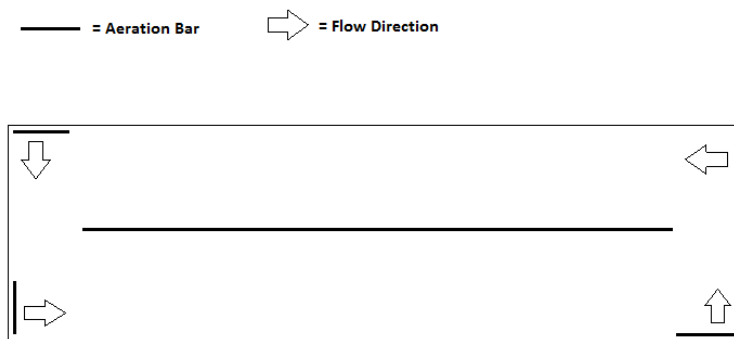 = Aeration Bar
= Flow Direction